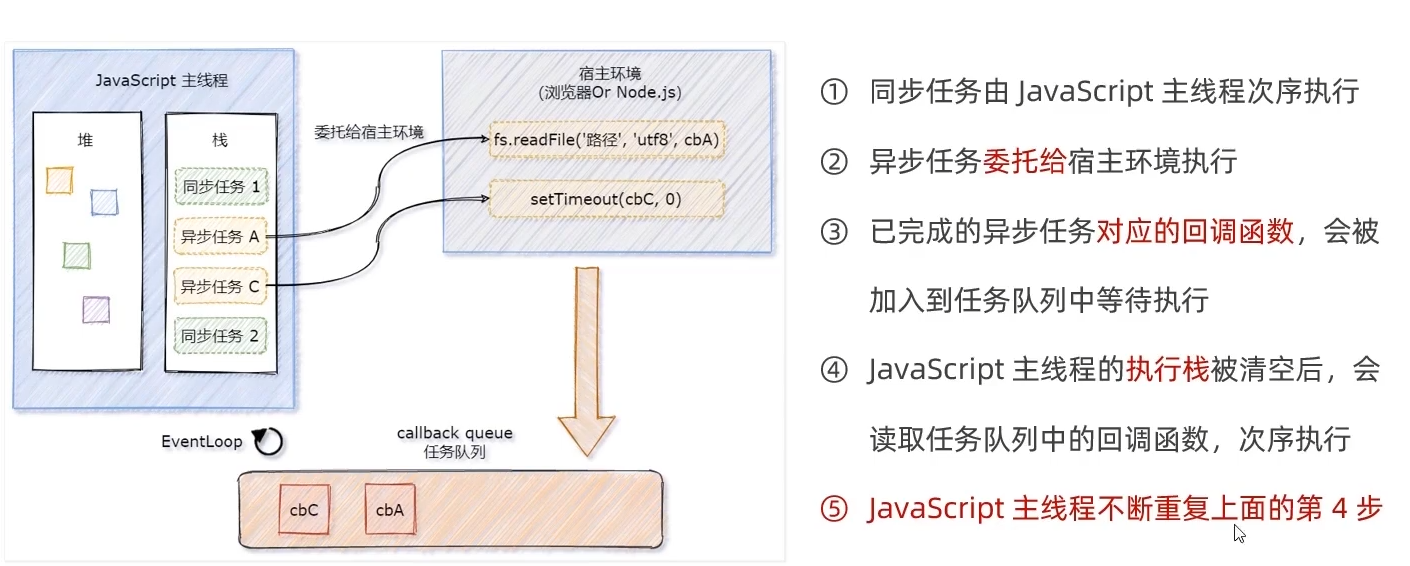 JavaScript 主线程
堆
栈
同步任务 1
异步任务 A
异步任务 C
同步任务 2
委托给宿主环境
宿主环境
(浏览器Or Node.js)
fs.readFile('路径', 'utf8', cbA)
setTimeout(cbC, 0)
EventLoop
callback queue
任务队列
cbC
cbA
① 同步任务由 JavaScript 主线程次序执行
② 异步任务委托给宿主环境执行
③ 已完成的异步任务对应的回调函数，会被
加入到任务队列中等待执行
④ JavaScript 主线程的执行栈被清空后，会
读取任务队列中的回调函数，次序执行
⑤ JavaScript 主线程不断重复上面的第 4 步